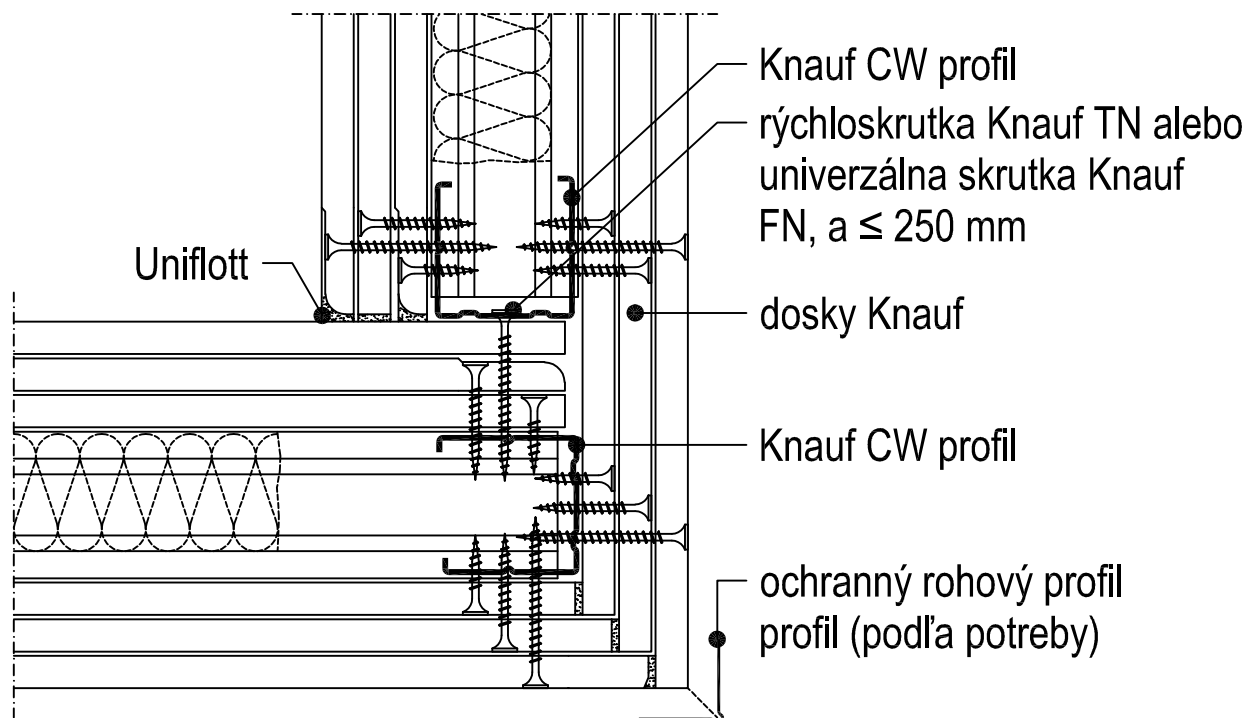 Knauf CW profil
rýchloskrutka Knauf TN alebo
univerzálna skrutka Knauf
FN, a ≤ 250 mm
Uniflott
dosky Knauf
Knauf CW profil
ochranný rohový profil
profil (podľa potreby)